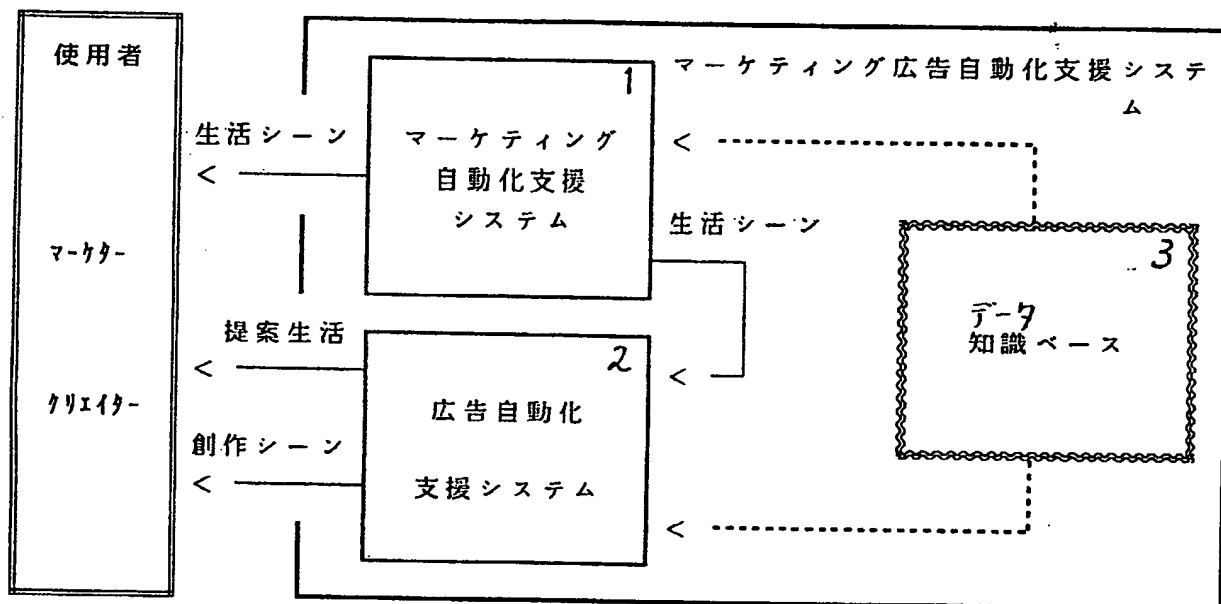 使用者
マーケター
クリエイター
マーケティング広告自動化支援システ
ム
1
マーケティング
自動化支援
システム
生活シーン
生活シーン
提案生活
創作シーン
2
広告自動化
支援システム
3
データ
知識ベース